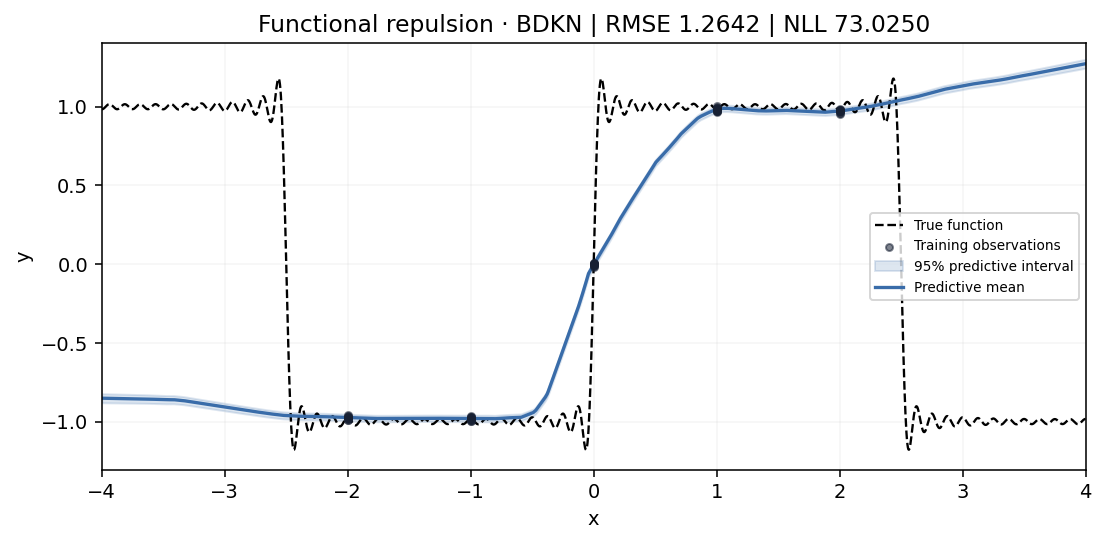 Functional repulsion · BDKN | RMSE 1.2642 | NLL 73.0250
y
1.0
0.5
0.0
−0.5
−1.0
True function
Training observations
95% predictive interval
Predictive mean
−4 −3 −2 −1 0 1 2 3 4
x